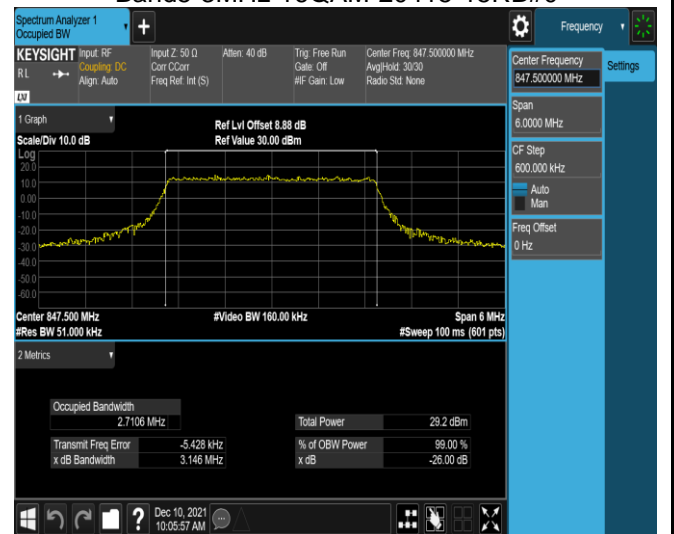 Spectrum Analyzer 1
Occupied BW
Frequency
KEYSIGHT
RL
LXI
Input: RF
Coupling: DC
Align: Auto
Input Z: 50 Ω
Corr CCorr
Freq Ref: Int (S)
Atten: 40 dB
Trig: Free Run
Gate: Off
#IF Gain: Low
Center Freq: 847.500000 MHz
Avg|Hold: 30/30
Radio Std: None
Center Frequency
847.500000 MHz
Settings
Span
6.0000 MHz
CF Step
600.000 kHz
Auto
Man
Freq Offset
0 Hz
1 Graph
Scale/Div 10.0 dB
Ref Lvl Offset 8.88 dB
Ref Value 30.00 dBm
Log
20.0
10.0
0.00
-10.0
-20.0
-30.0
-40.0
-50.0
-60.0
Center 847.500 MHz
#Video BW 160.00 kHz
Span 6 MHz
#Res BW 51.000 kHz
#Sweep 100 ms (601 pts)
2 Metrics
Occupied Bandwidth
2.7106 MHz
Total Power 29.2 dBm
Transmit Freq Error -5.428 kHz
% of OBW Power 99.00 %
x dB Bandwidth 3.146 MHz
x dB -26.00 dB
?
Dec 10, 2021
10:05:57 AM